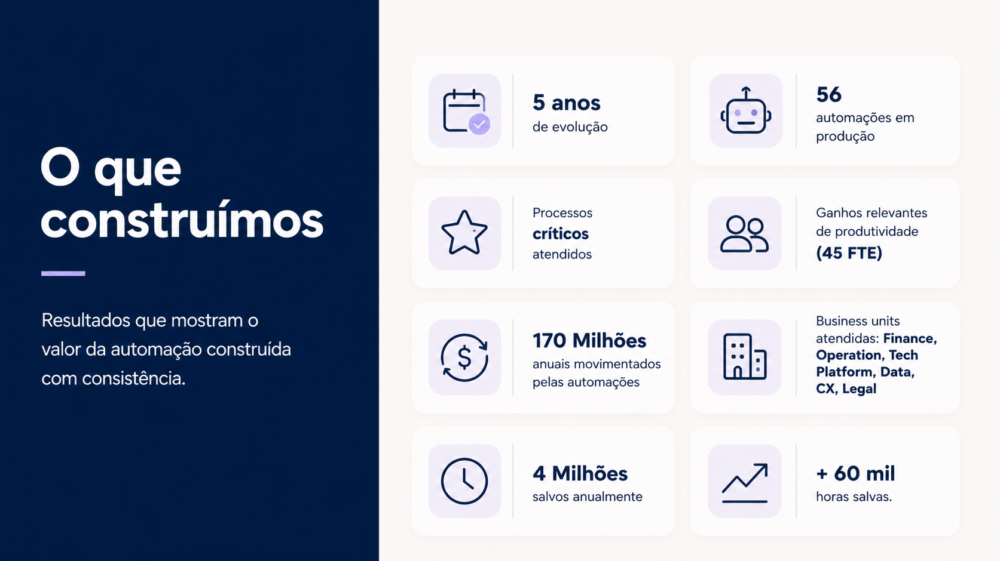 O que
construímos
Resultados que mostram o
valor da automação construída
com consistência.
5 anos
de evolução
56
automações em
produção
Processos
críticos
atendidos
Ganhos relevantes
de produtividade
(45 FTE)
$
170 Milhões
anuais movimentados
pelas automações
Business units
atendidas: Finance,
Operation, Tech
Platform, Data,
CX, Legal
4 Milhões
salvos anualmente
+ 60 mil
horas salvas.